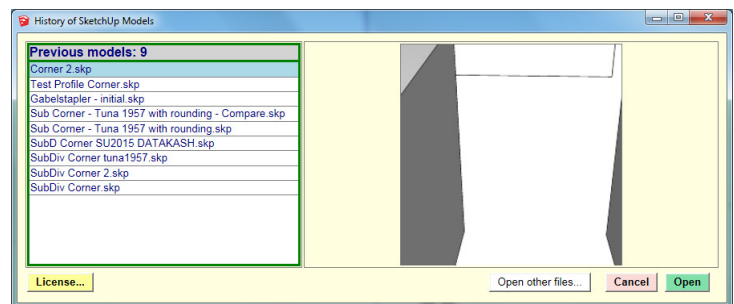 History of SketchUp Models
Previous models: 9
Corner 2.skp
Test Profile Corner.skp
Gabelstapler - initial.skp
Sub Corner - Tuna 1957 with rounding - Compare.skp
Sub Corner - Tuna 1957 with rounding.skp
SubD Corner SU2015 DATAKASH.skp
SubDiv Corner tuna1957.skp
SubDiv Corner 2.skp
SubDiv Corner.skp
License... Open other files... Cancel Open